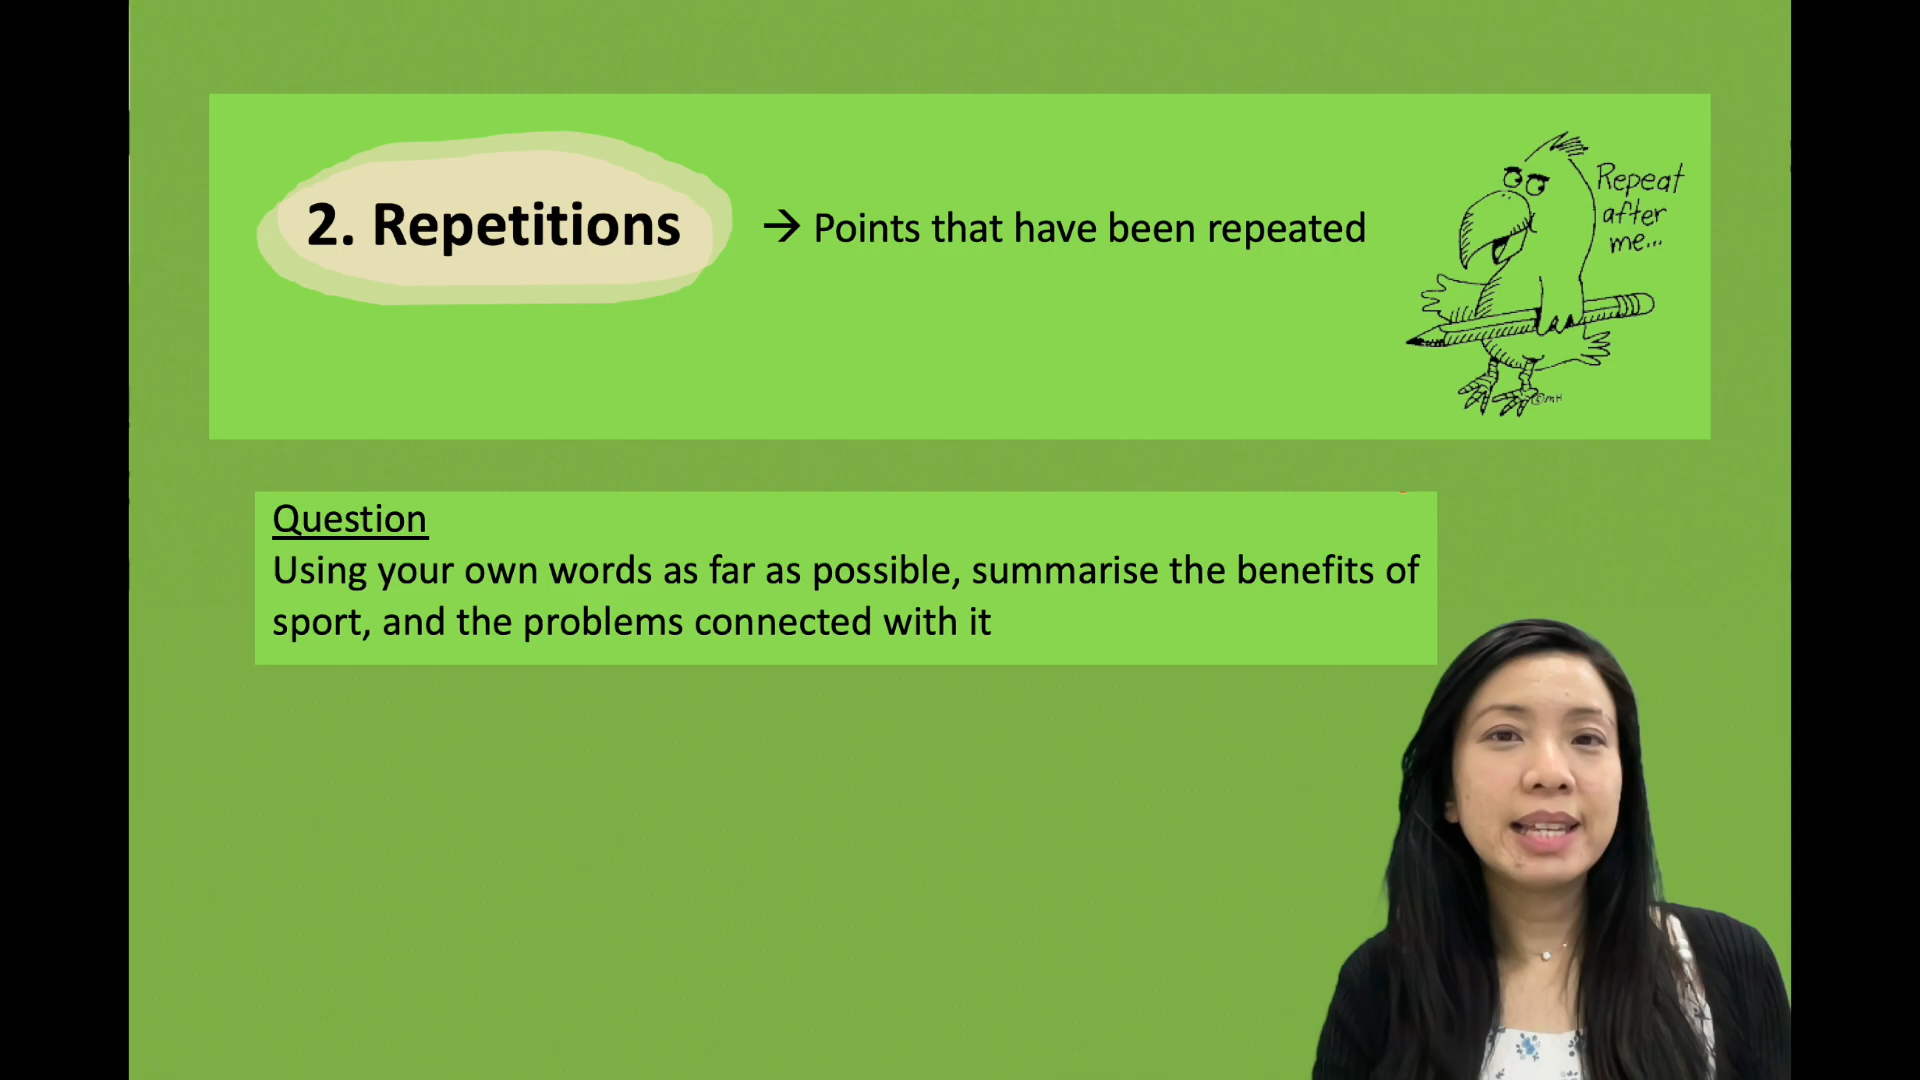 2. Repetitions
→ Points that have been repeated
Repeat
after
me...
©MH
Question
Using your own words as far as possible, summarise the benefits of
sport, and the problems connected with it